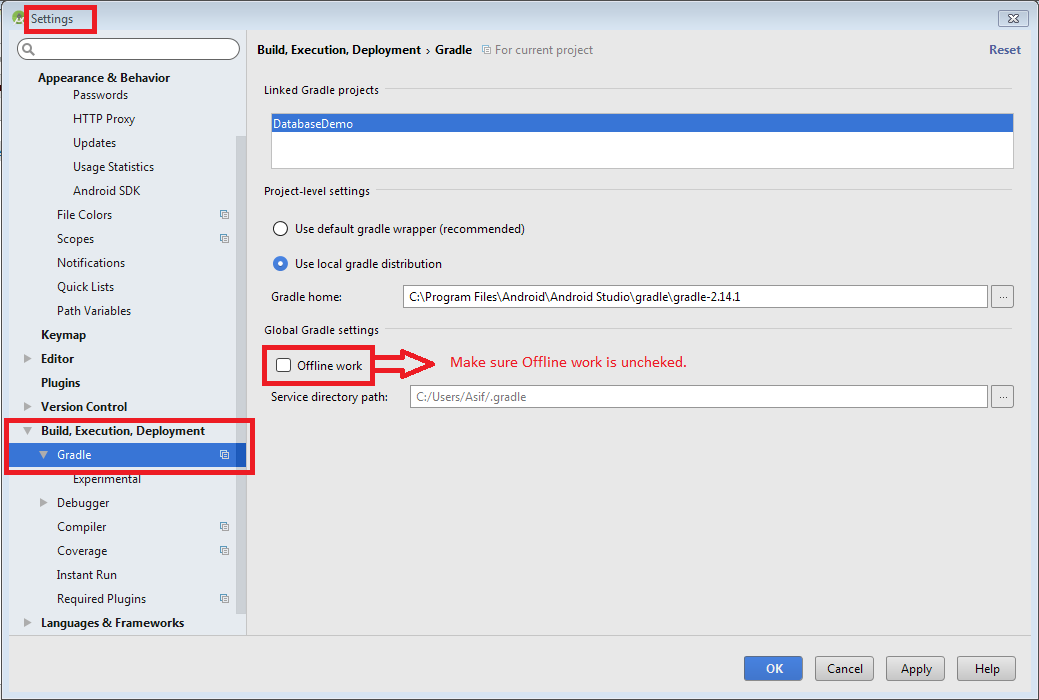 Settings
Appearance & Behavior
Passwords
HTTP Proxy
Updates
Usage Statistics
Android SDK
File Colors
Scopes
Notifications
Quick Lists
Path Variables
Keymap
Editor
Plugins
Version Control
Build, Execution, Deployment
Gradle
Experimental
Debugger
Compiler
Coverage
Instant Run
Required Plugins
Languages & Frameworks
Build, Execution, Deployment › Gradle For current project Reset
Linked Gradle projects
DatabaseDemo
Project-level settings
Use default gradle wrapper (recommended)
Use local gradle distribution
Gradle home: C:\Program Files\Android\Android Studio\gradle\gradle-2.14.1 ...
Global Gradle settings
Offline work Make sure Offline work is uncheked.
Service directory path: C:/Users/Asif/.gradle ...
OK Cancel Apply Help